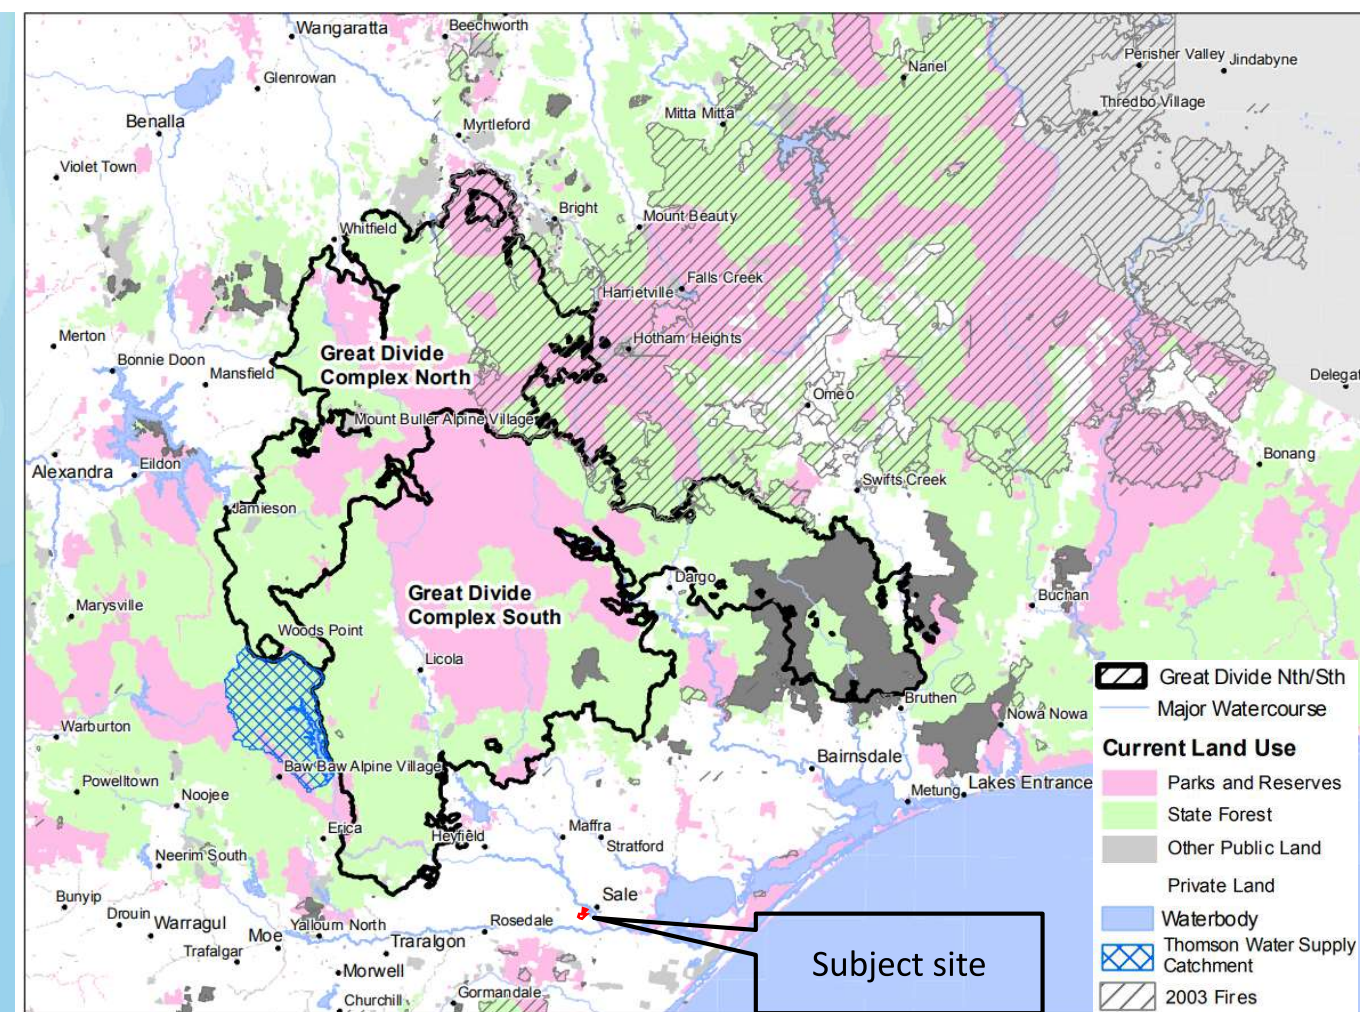 Wangaratta
Beechworth
Glenrowan
Nariel
Perisher Valley
Jindabyne
Benalla
Mitta Mitta
Thredbo Village
Myrtleford
Violet Town
Bright
Mount Beauty
Whitfield
Falls Creek
Harrietville
Merton
Hotham Heights
Bonnie Doon
Mansfield
Great Divide
Complex North
Delegat
Omeo
Mount Buller Alpine Village
Alexandra
Eildon
Bonang
Swifts Creek
Jamieson
Dargo
Great Divide
Complex South
Buchan
Marysville
Woods Point
Licola
Bruthen
Nowa Nowa
Warburton
Bairnsdale
Baw Baw Alpine Village
Powelltown
Noojee
Metung
Lakes Entrance
Erica
Heyfield
Maffra
Stratford
Neerim South
Sale
Bunyip
Drouin
Warragul
Yallourn North
Rosedale
Moe
Traralgon
Trafalgar
Morwell
Churchill
Gormandale
Subject site
Great Divide Nth/Sth
Major Watercourse
Current Land Use
Parks and Reserves
State Forest
Other Public Land
Private Land
Waterbody
Thomson Water Supply
Catchment
2003 Fires